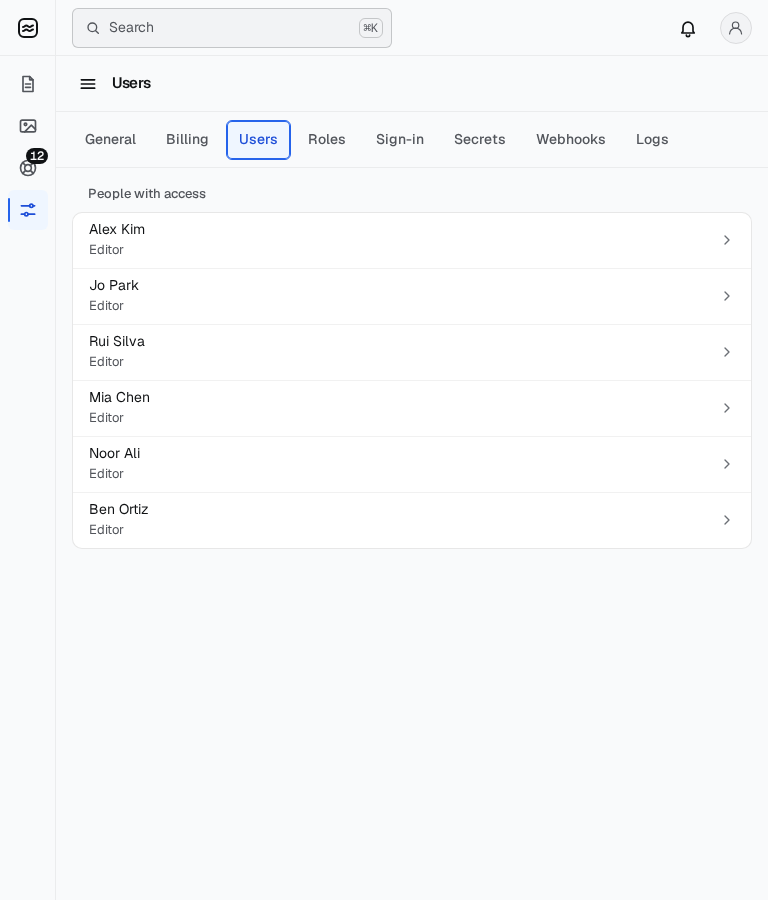 Search
⌘K
Users
12
General Billing Users Roles Sign-in Secrets Webhooks Logs
People with access
Alex Kim
Editor
Jo Park
Editor
Rui Silva
Editor
Mia Chen
Editor
Noor Ali
Editor
Ben Ortiz
Editor